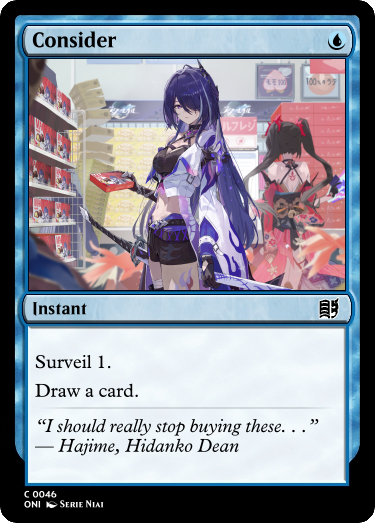 Consider
Instant
Surveil 1.
Draw a card.
“I should really stop buying these. . .”
— Hajime, Hidanko Dean
C 0046
ONI Serie Niai